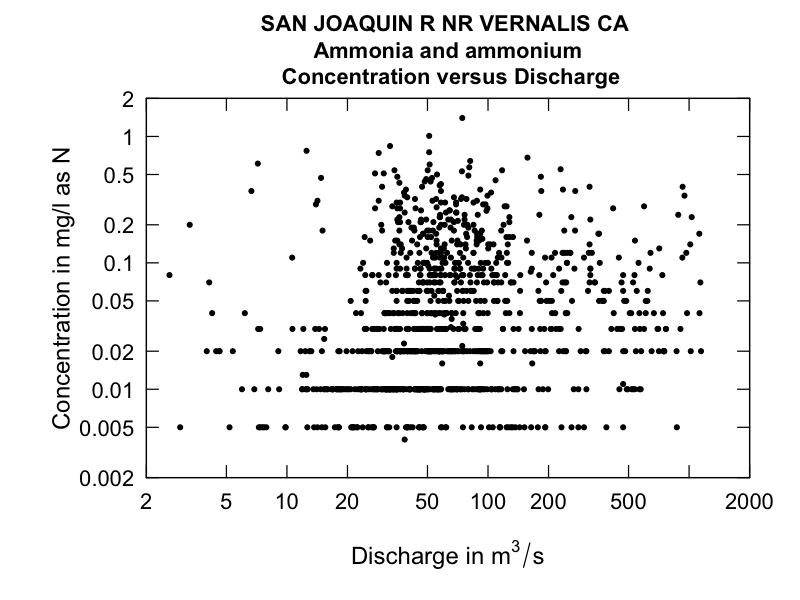 SAN JOAQUIN R NR VERNALIS CA
Ammonia and ammonium
Concentration versus Discharge
Concentration in mg/l as N
2
1
0.5
0.2
0.1
0.05
0.02
0.01
0.005
0.002
2 5 10 20 50 100 200 500 2000
Discharge in m³/s